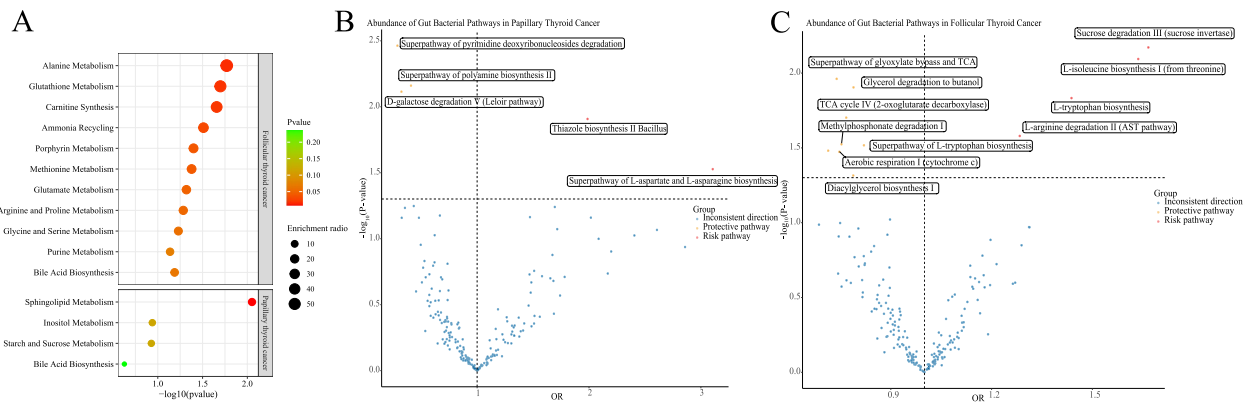 A
Alanine Metabolism
Glutathione Metabolism
Carnitine Synthesis
Ammonia Recycling
Porphyrin Metabolism
Methionine Metabolism
Glutamate Metabolism
Arginine and Proline Metabolism
Glycine and Serine Metabolism
Purine Metabolism
Bile Acid Biosynthesis
Follicular thyroid cancer
Sphingolipid Metabolism
Inositol Metabolism
Starch and Sucrose Metabolism
Bile Acid Biosynthesis
Papillary thyroid cancer
1.0 1.5 2.0
−log10(pvalue)
Pvalue
0.20
0.15
0.10
0.05
Enrichment radio
10
20
30
40
50
B
Abundance of Gut Bacterial Pathways in Papillary Thyroid Cancer
2.5
2.0
1.5
1.0
0.5
0.0
-log10(P-value)
Superpathway of pyrimidine deoxyribonucleosides degradation
Superpathway of polyamine biosynthesis II
D-galactose degradation V (Leloir pathway)
Thiazole biosynthesis II Bacillus
Superpathway of L-aspartate and L-asparagine biosynthesis
Group
Inconsistent direction
Protective pathway
Risk pathway
1 2 3
OR
C
Abundance of Gut Bacterial Pathways in Follicular Thyroid Cancer
2.0
1.5
1.0
0.5
0.0
-log10(P-value)
Sucrose degradation III (sucrose invertase)
Superpathway of glyoxylate bypass and TCA
L-isoleucine biosynthesis I (from threonine)
Glycerol degradation to butanol
TCA cycle IV (2-oxoglutarate decarboxylase)
L-tryptophan biosynthesis
Methylphosphonate degradation I
L-arginine degradation II (AST pathway)
Superpathway of L-tryptophan biosynthesis
Aerobic respiration I (cytochrome c)
Diacylglycerol biosynthesis I
Group
Inconsistent direction
Protective pathway
Risk pathway
0.9 1.2 1.5
OR